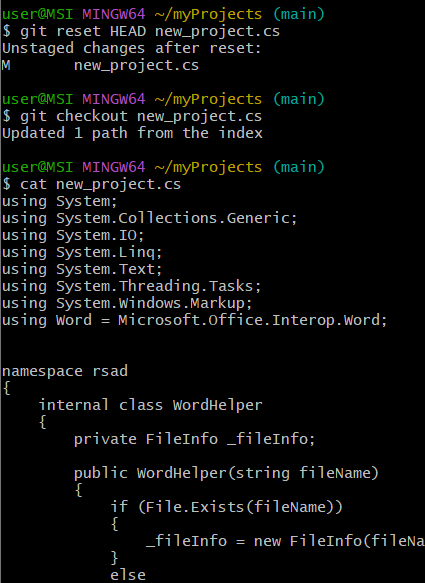 user@MSI MINGW64 ~/myProjects (main)
$ git reset HEAD new_project.cs
Unstaged changes after reset:
M       new_project.cs

user@MSI MINGW64 ~/myProjects (main)
$ git checkout new_project.cs
Updated 1 path from the index

user@MSI MINGW64 ~/myProjects (main)
$ cat new_project.cs
using System;
using System.Collections.Generic;
using System.IO;
using System.Linq;
using System.Text;
using System.Threading.Tasks;
using System.Windows.Markup;
using Word = Microsoft.Office.Interop.Word;


namespace rsad
{
    internal class WordHelper
    {
        private FileInfo _fileInfo;

        public WordHelper(string fileName)
        {
            if (File.Exists(fileName))
            {
                _fileInfo = new FileInfo(fileNa
            }
            else